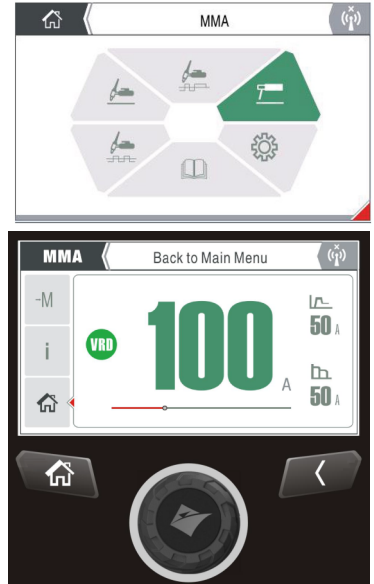 MMA
MMA Back to Main Menu
-M
i
VRD
100 A
50 A
50 A